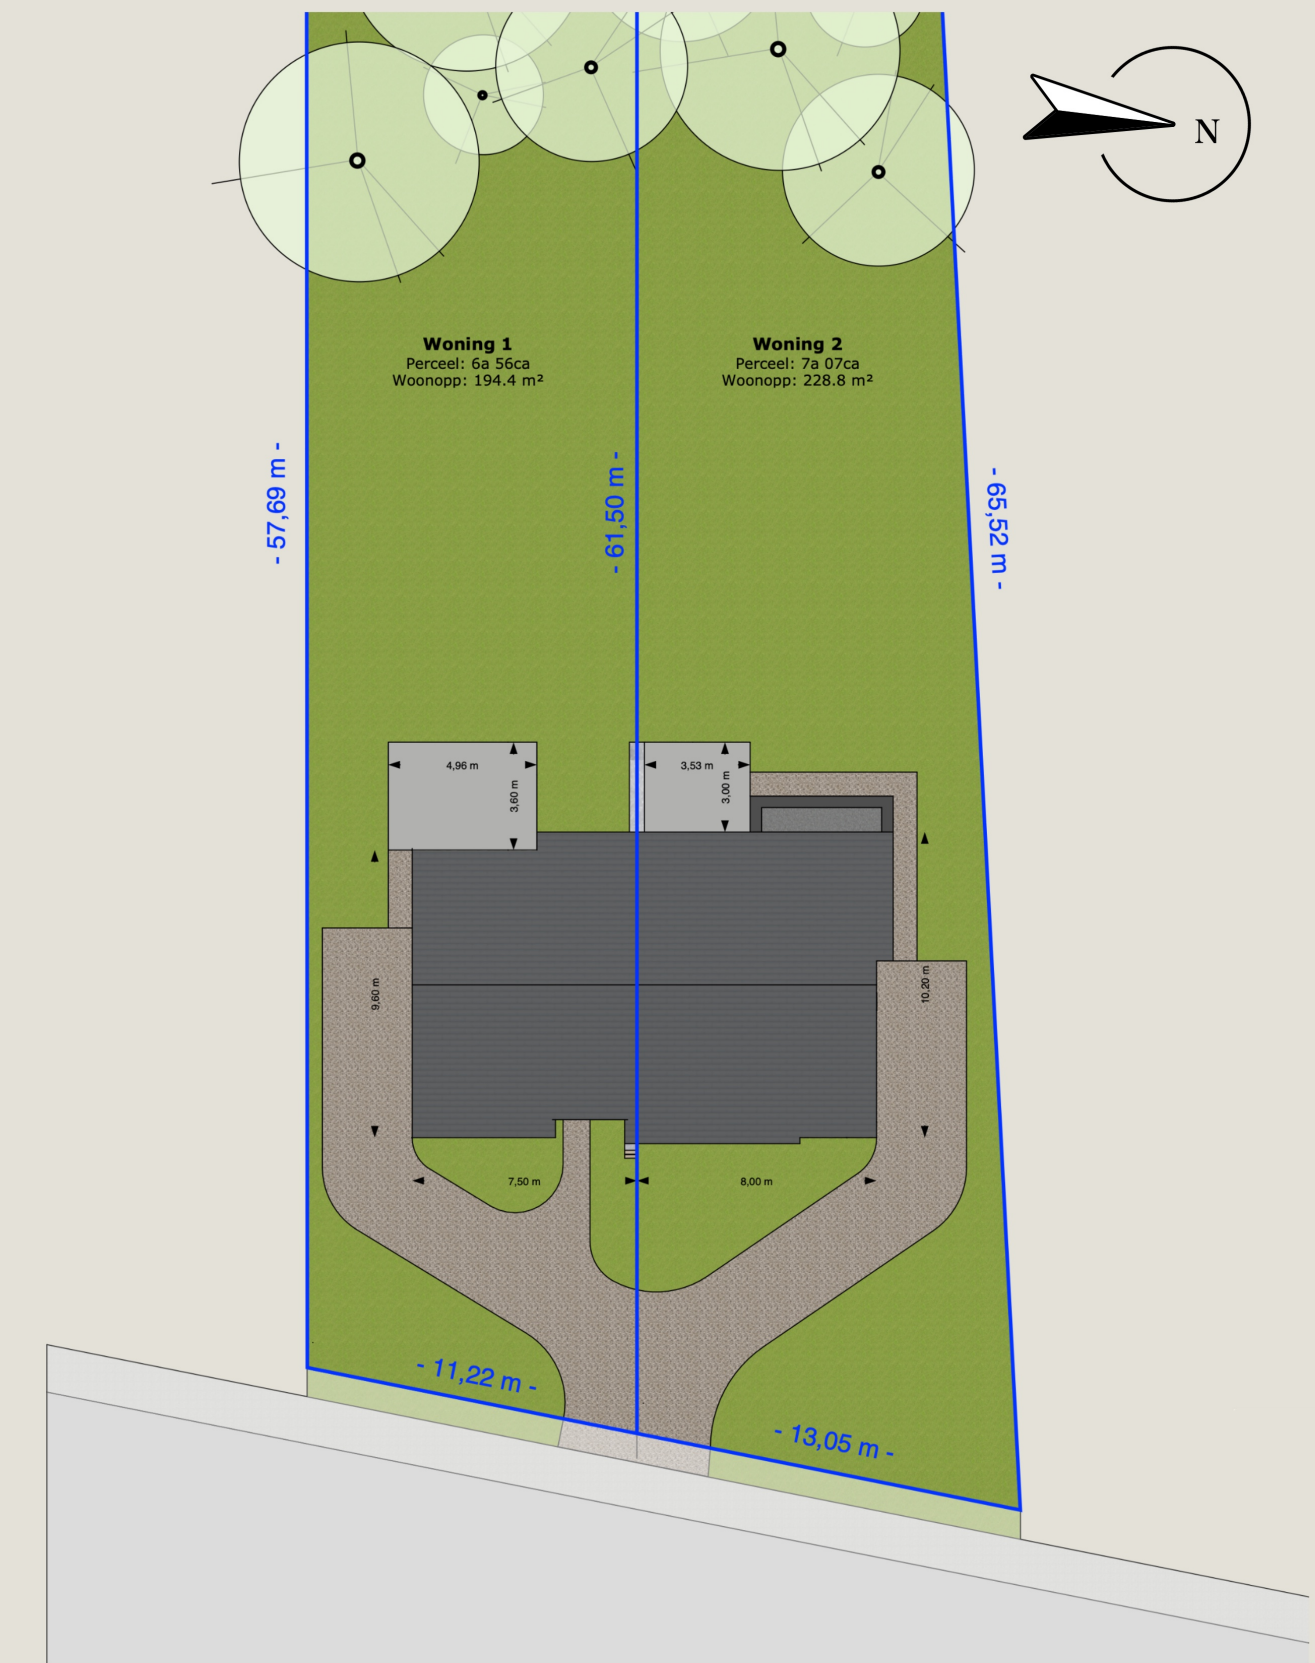 N
Woning 1
Perceel: 6a 56ca
Woonopp: 194.4 m²
Woning 2
Perceel: 7a 07ca
Woonopp: 228.8 m²
- 57,69 m -
- 61,50 m -
- 65,52 m -
4,96 m
3,60 m
3,53 m
3,00 m
9,60 m
10,20 m
7,50 m
8,00 m
- 11,22 m -
- 13,05 m -